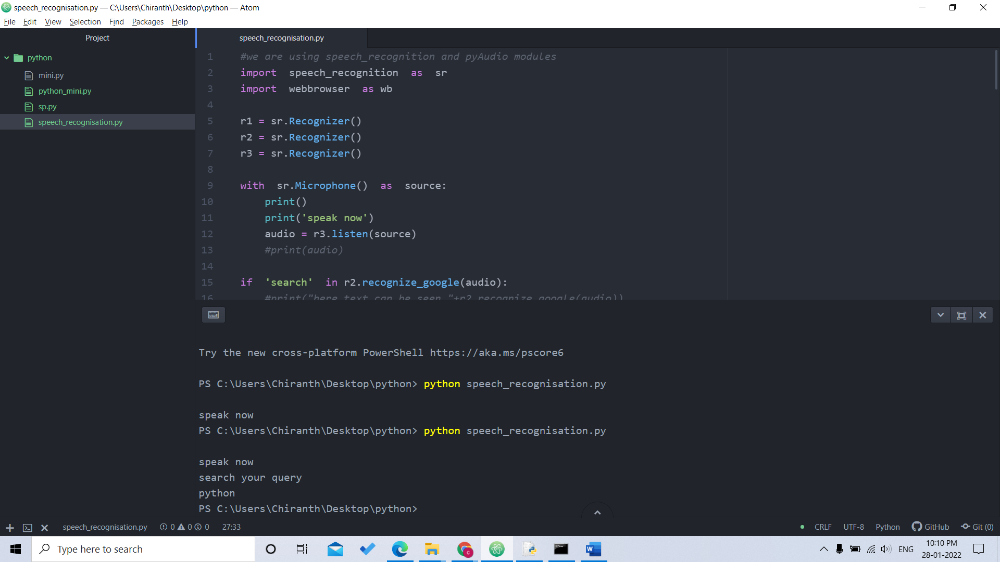 speech_recognisation.py — C:\Users\Chiranth\Desktop\python — Atom
File Edit View Selection Find Packages Help
Project
python
mini.py
python_mini.py
sp.py
speech_recognisation.py
speech_recognisation.py
1 #we are using speech_recognition and pyAudio modules
2 import speech_recognition as sr
3 import webbrowser as wb
4
5 r1 = sr.Recognizer()
6 r2 = sr.Recognizer()
7 r3 = sr.Recognizer()
8
9 with sr.Microphone() as source:
10 print()
11 print('speak now')
12 audio = r3.listen(source)
13 #print(audio)
14
15 if 'search' in r2.recognize_google(audio):
16 #print("here text can be seen "+r2.recognize_google(audio))
Try the new cross-platform PowerShell https://aka.ms/pscore6
PS C:\Users\Chiranth\Desktop\python> python speech_recognisation.py
speak now
PS C:\Users\Chiranth\Desktop\python> python speech_recognisation.py
speak now
search your query
python
PS C:\Users\Chiranth\Desktop\python>
speech_recognisation.py 0 0 0 27:33 CRLF UTF-8 Python GitHub Git (0)
Type here to search
ENG
10:10 PM
28-01-2022